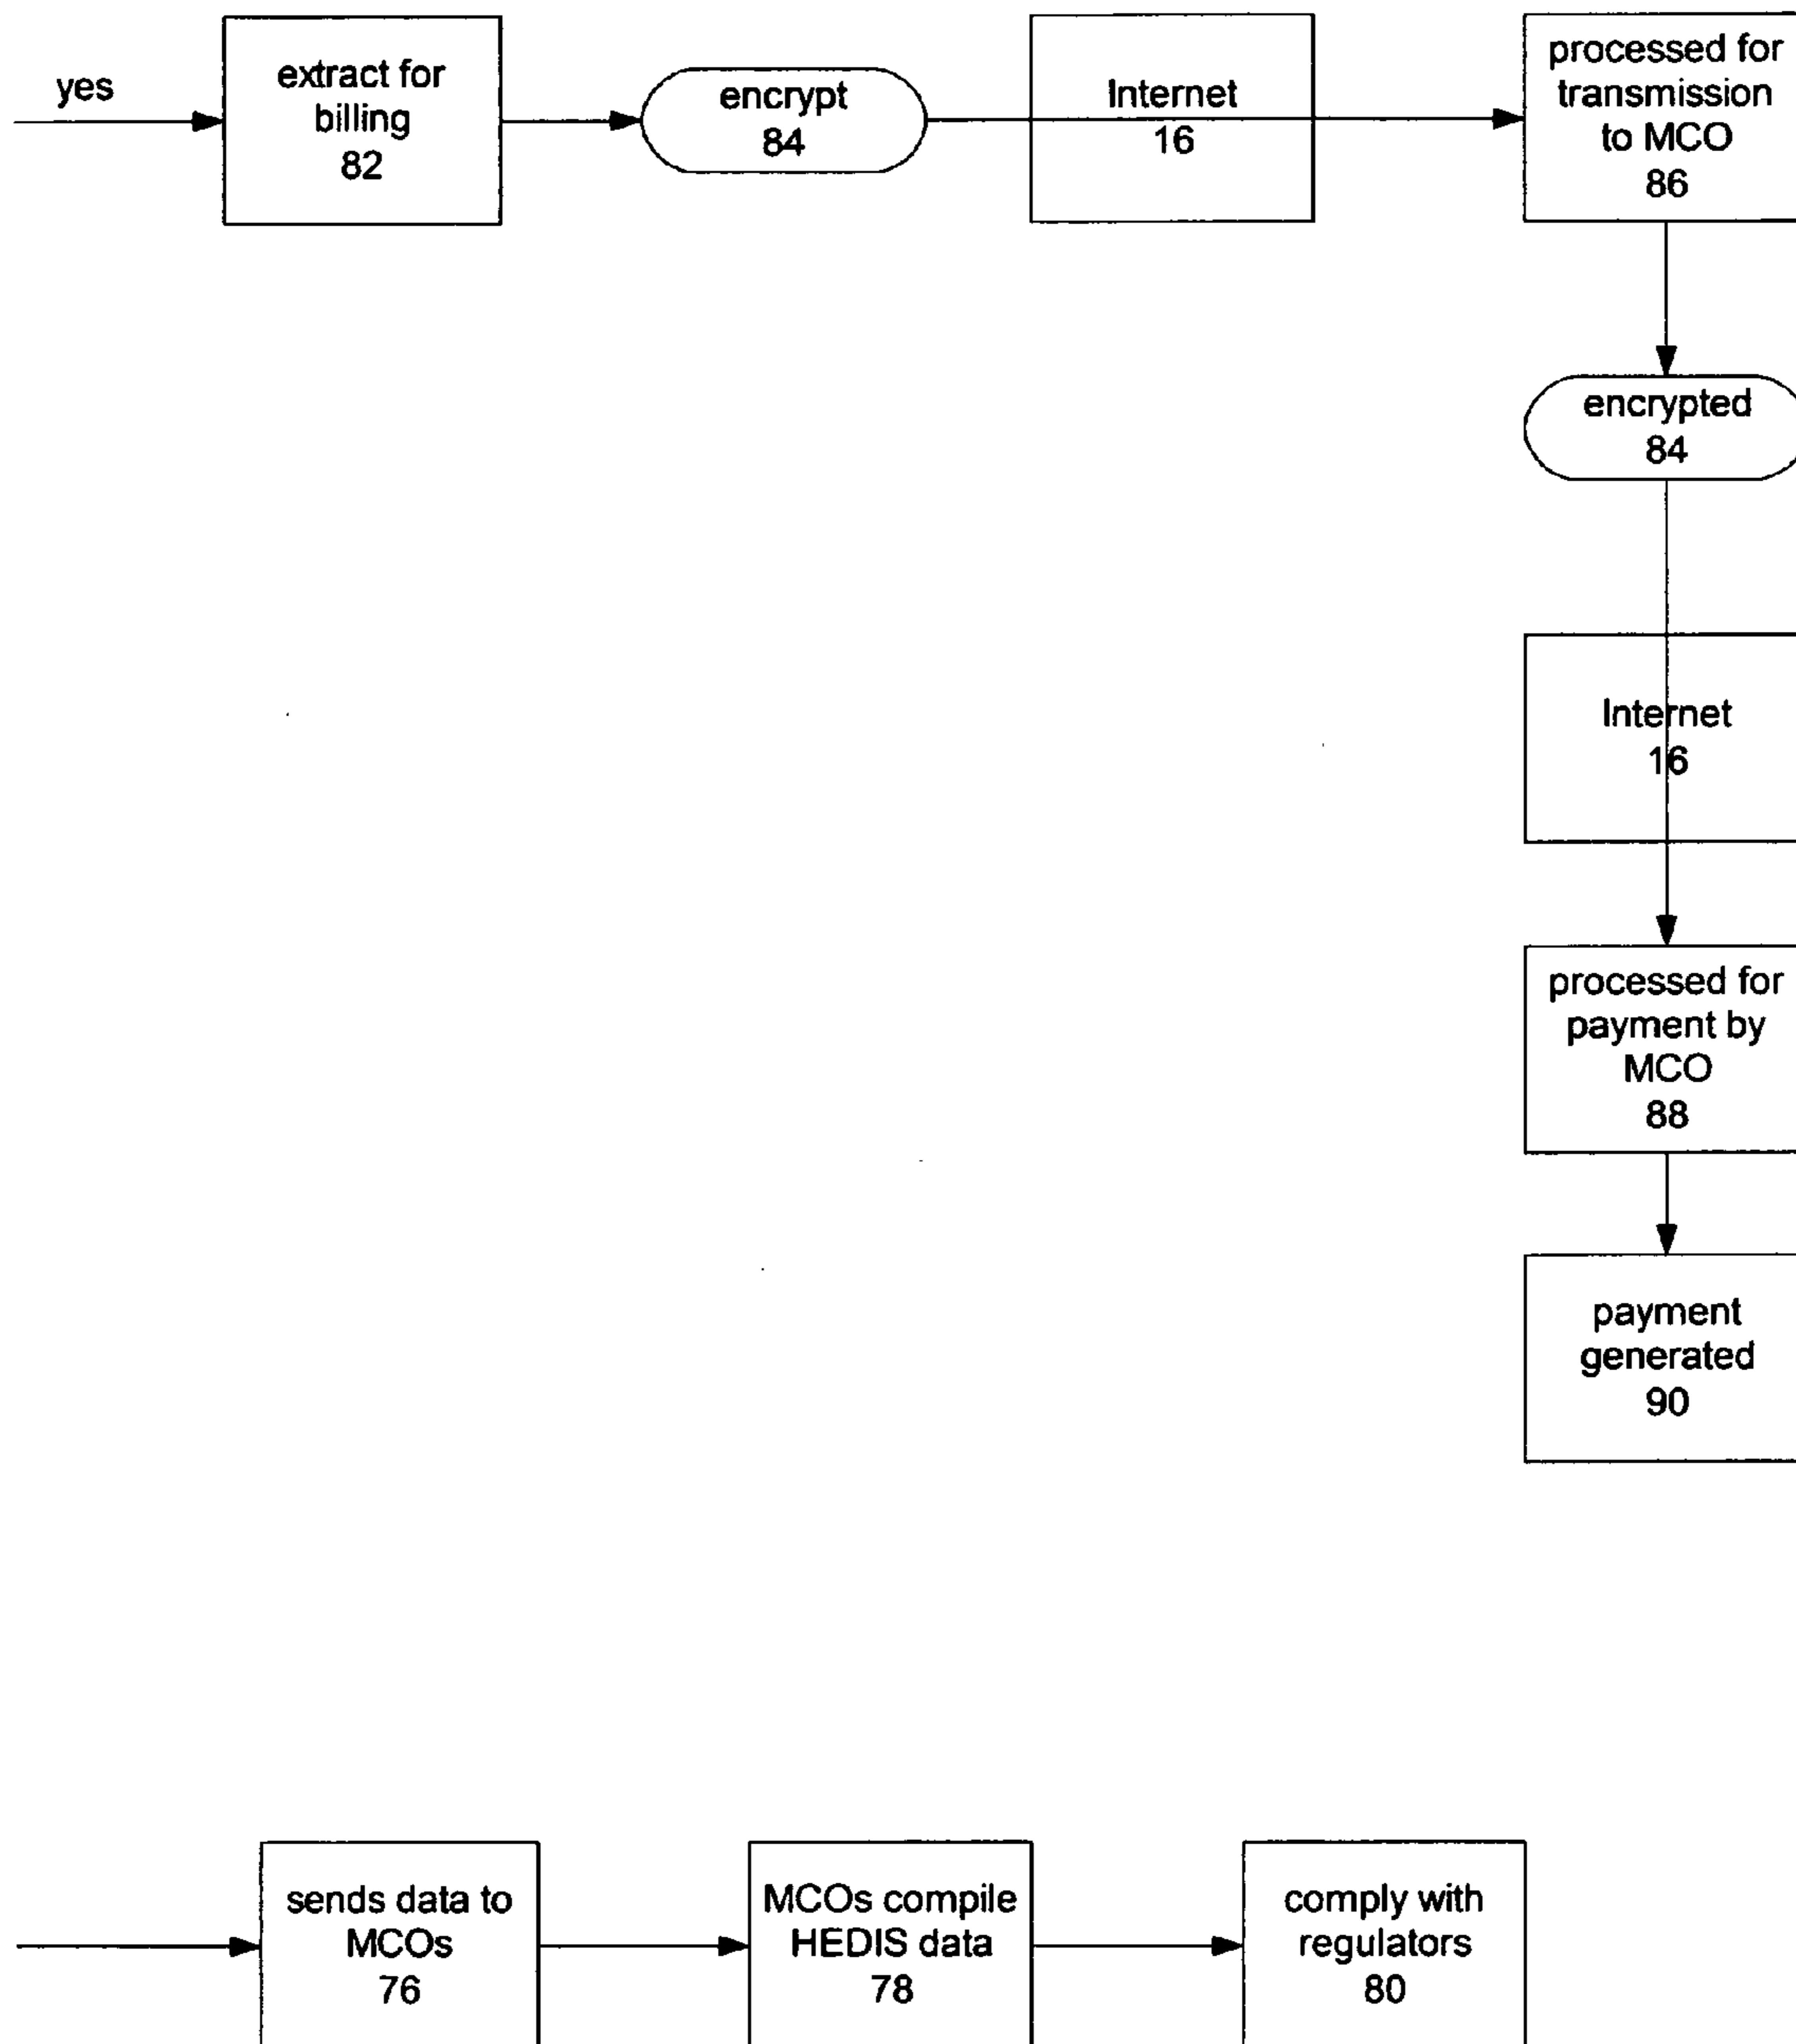 yes
extract for
billing
82
encrypt
84
Internet
16
processed for
transmission
to MCO
86
encrypted
84
Internet
16
processed for
payment by
MCO
88
payment
generated
90
sends data to
MCOs
76
MCOs compile
HEDIS data
78
comply with
regulators
80